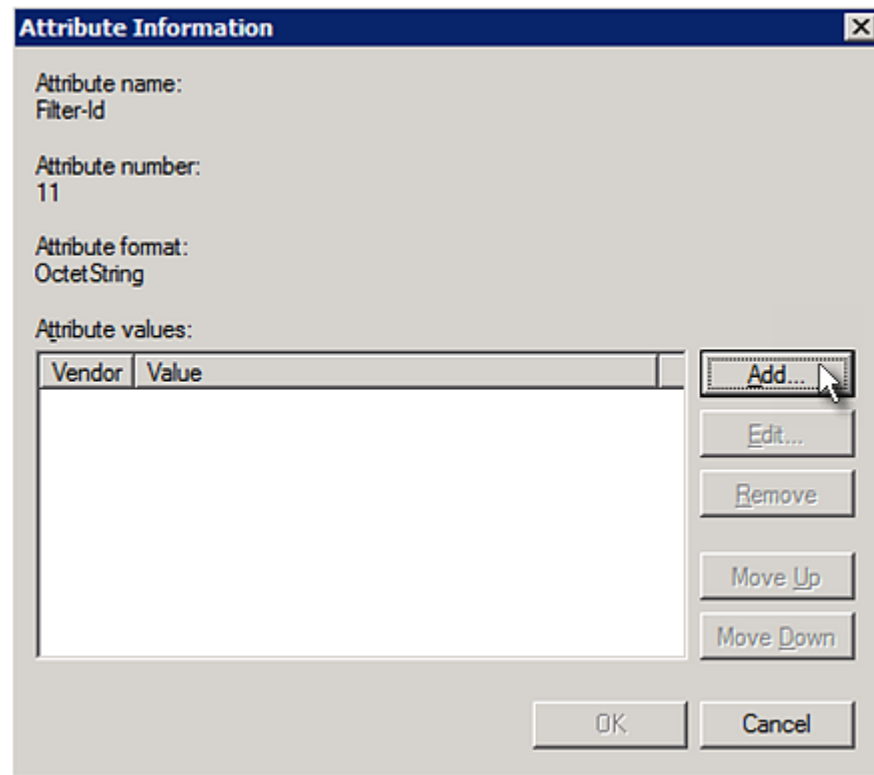 Attribute Information
Attribute name:
Filter-Id
Attribute number:
11
Attribute format:
OctetString
Attribute values:
Vendor Value
Add...
Edit...
Remove
Move Up
Move Down
OK Cancel